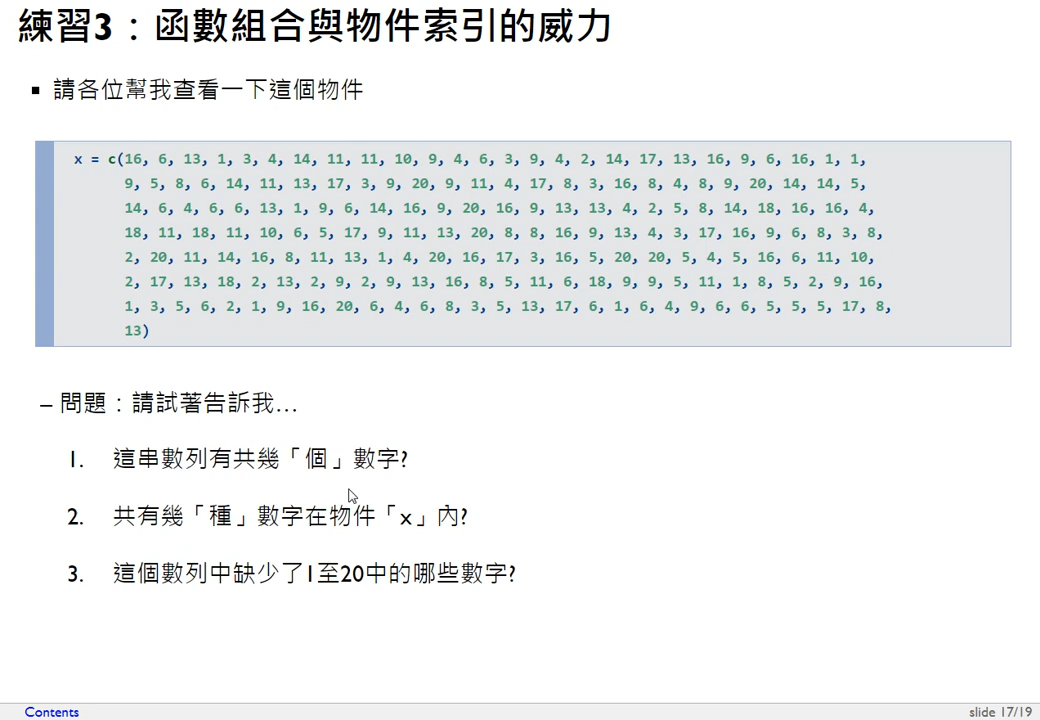 練習3：函數組合與物件索引的威力
▪ 請各位幫我查看一下這個物件
x = c(16, 6, 13, 1, 3, 4, 14, 11, 11, 10, 9, 4, 6, 3, 9, 4, 2, 14, 17, 13, 16, 9, 6, 16, 1, 1,
9, 5, 8, 6, 14, 11, 13, 17, 3, 9, 20, 9, 11, 4, 17, 8, 3, 16, 8, 4, 8, 9, 20, 14, 14, 5,
14, 6, 4, 6, 6, 13, 1, 9, 6, 14, 16, 9, 20, 16, 9, 13, 13, 4, 2, 5, 8, 14, 18, 16, 16, 4,
18, 11, 18, 11, 10, 6, 5, 17, 9, 11, 13, 20, 8, 8, 16, 9, 13, 4, 3, 17, 16, 9, 6, 8, 3, 8,
2, 20, 11, 14, 16, 8, 11, 13, 1, 4, 20, 16, 17, 3, 16, 5, 20, 20, 5, 4, 5, 16, 6, 11, 10,
2, 17, 13, 18, 2, 13, 2, 9, 2, 9, 13, 16, 8, 5, 11, 6, 18, 9, 9, 5, 11, 1, 8, 5, 2, 9, 16,
1, 3, 5, 6, 2, 1, 9, 16, 20, 6, 4, 6, 8, 3, 5, 13, 17, 6, 1, 6, 4, 9, 6, 6, 5, 5, 5, 17, 8,
13)
– 問題：請試著告訴我…
1. 這串數列有共幾「個」數字?
2. 共有幾「種」數字在物件「x」內?
3. 這個數列中缺少了1至20中的哪些數字?
Contents
slide 17/19